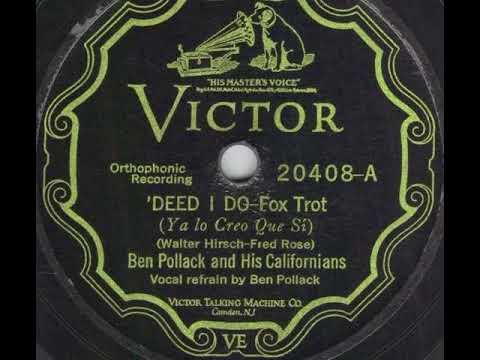 "HIS MASTER'S VOICE"
VICTOR
Orthophonic
Recording
20408-A
'DEED I DO-Fox Trot
(Ya lo Creo Que Sí)
(Walter Hirsch-Fred Rose)
Ben Pollack and His Californians
Vocal refrain by Ben Pollack
VICTOR TALKING MACHINE CO.
Camden, N.J.
VE